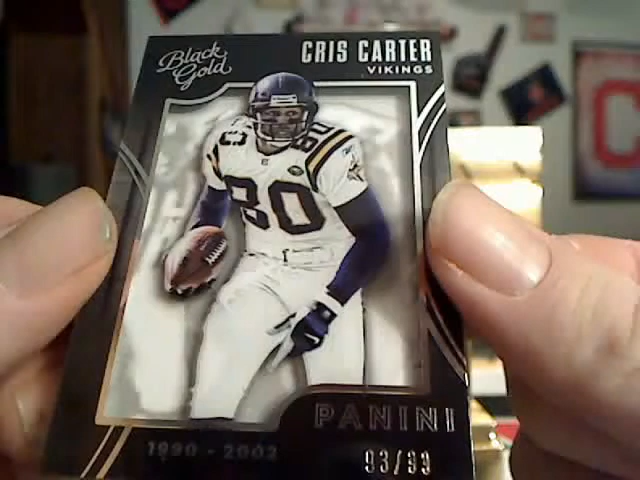 Black
Gold
CRIS CARTER
VIKINGS
80
80
PANINI
1990 - 2002
93/99
C